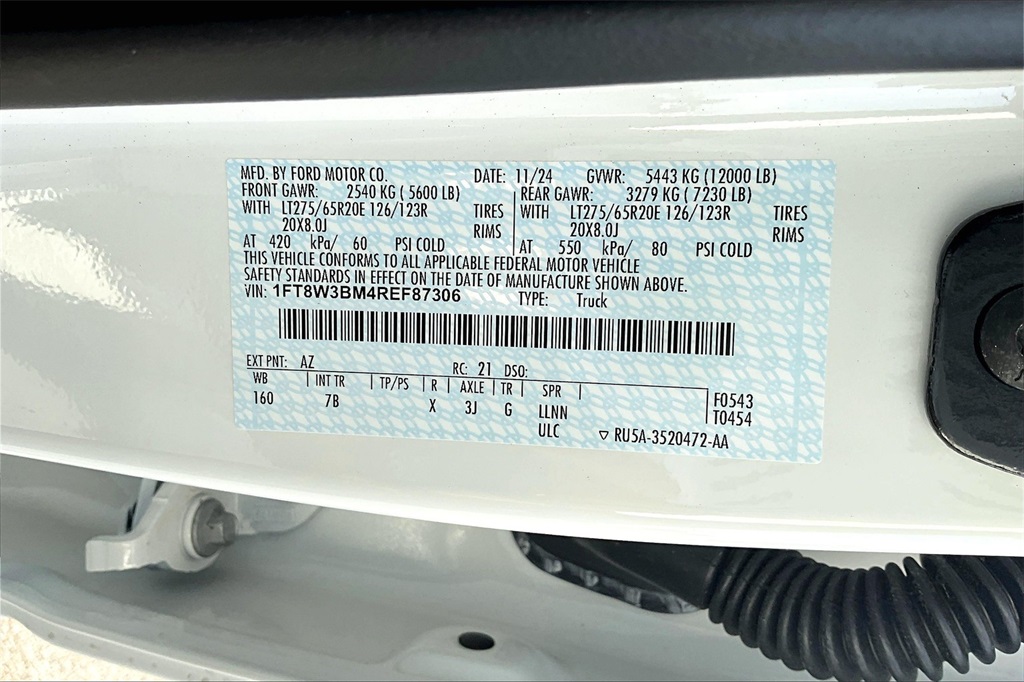 MFD. BY FORD MOTOR CO. DATE: 11/24 GVWR: 5443 KG (12000 LB)
FRONT GAWR: 2540 KG ( 5600 LB) REAR GAWR: 3279 KG ( 7230 LB)
WITH LT275/65R20E 126/123R TIRES WITH LT275/65R20E 126/123R TIRES
20X8.0J RIMS 20X8.0J RIMS
AT 420 kPa/ 60 PSI COLD AT 550 kPa/ 80 PSI COLD
THIS VEHICLE CONFORMS TO ALL APPLICABLE FEDERAL MOTOR VEHICLE
SAFETY STANDARDS IN EFFECT ON THE DATE OF MANUFACTURE SHOWN ABOVE.
VIN: 1FT8W3BM4REF87306 TYPE: Truck
EXT PNT: AZ RC: 21 DSO:
WB INT TR TP/PS R AXLE TR SPR
160 7B X 3J G LLNN F0543
ULC T0454
RU5A-3520472-AA